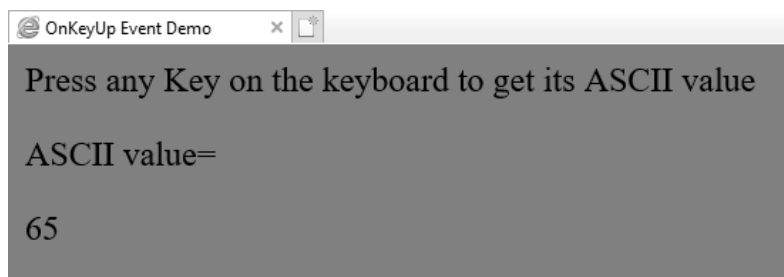 OnKeyUp Event Demo
Press any Key on the keyboard to get its ASCII value
ASCII value=
65